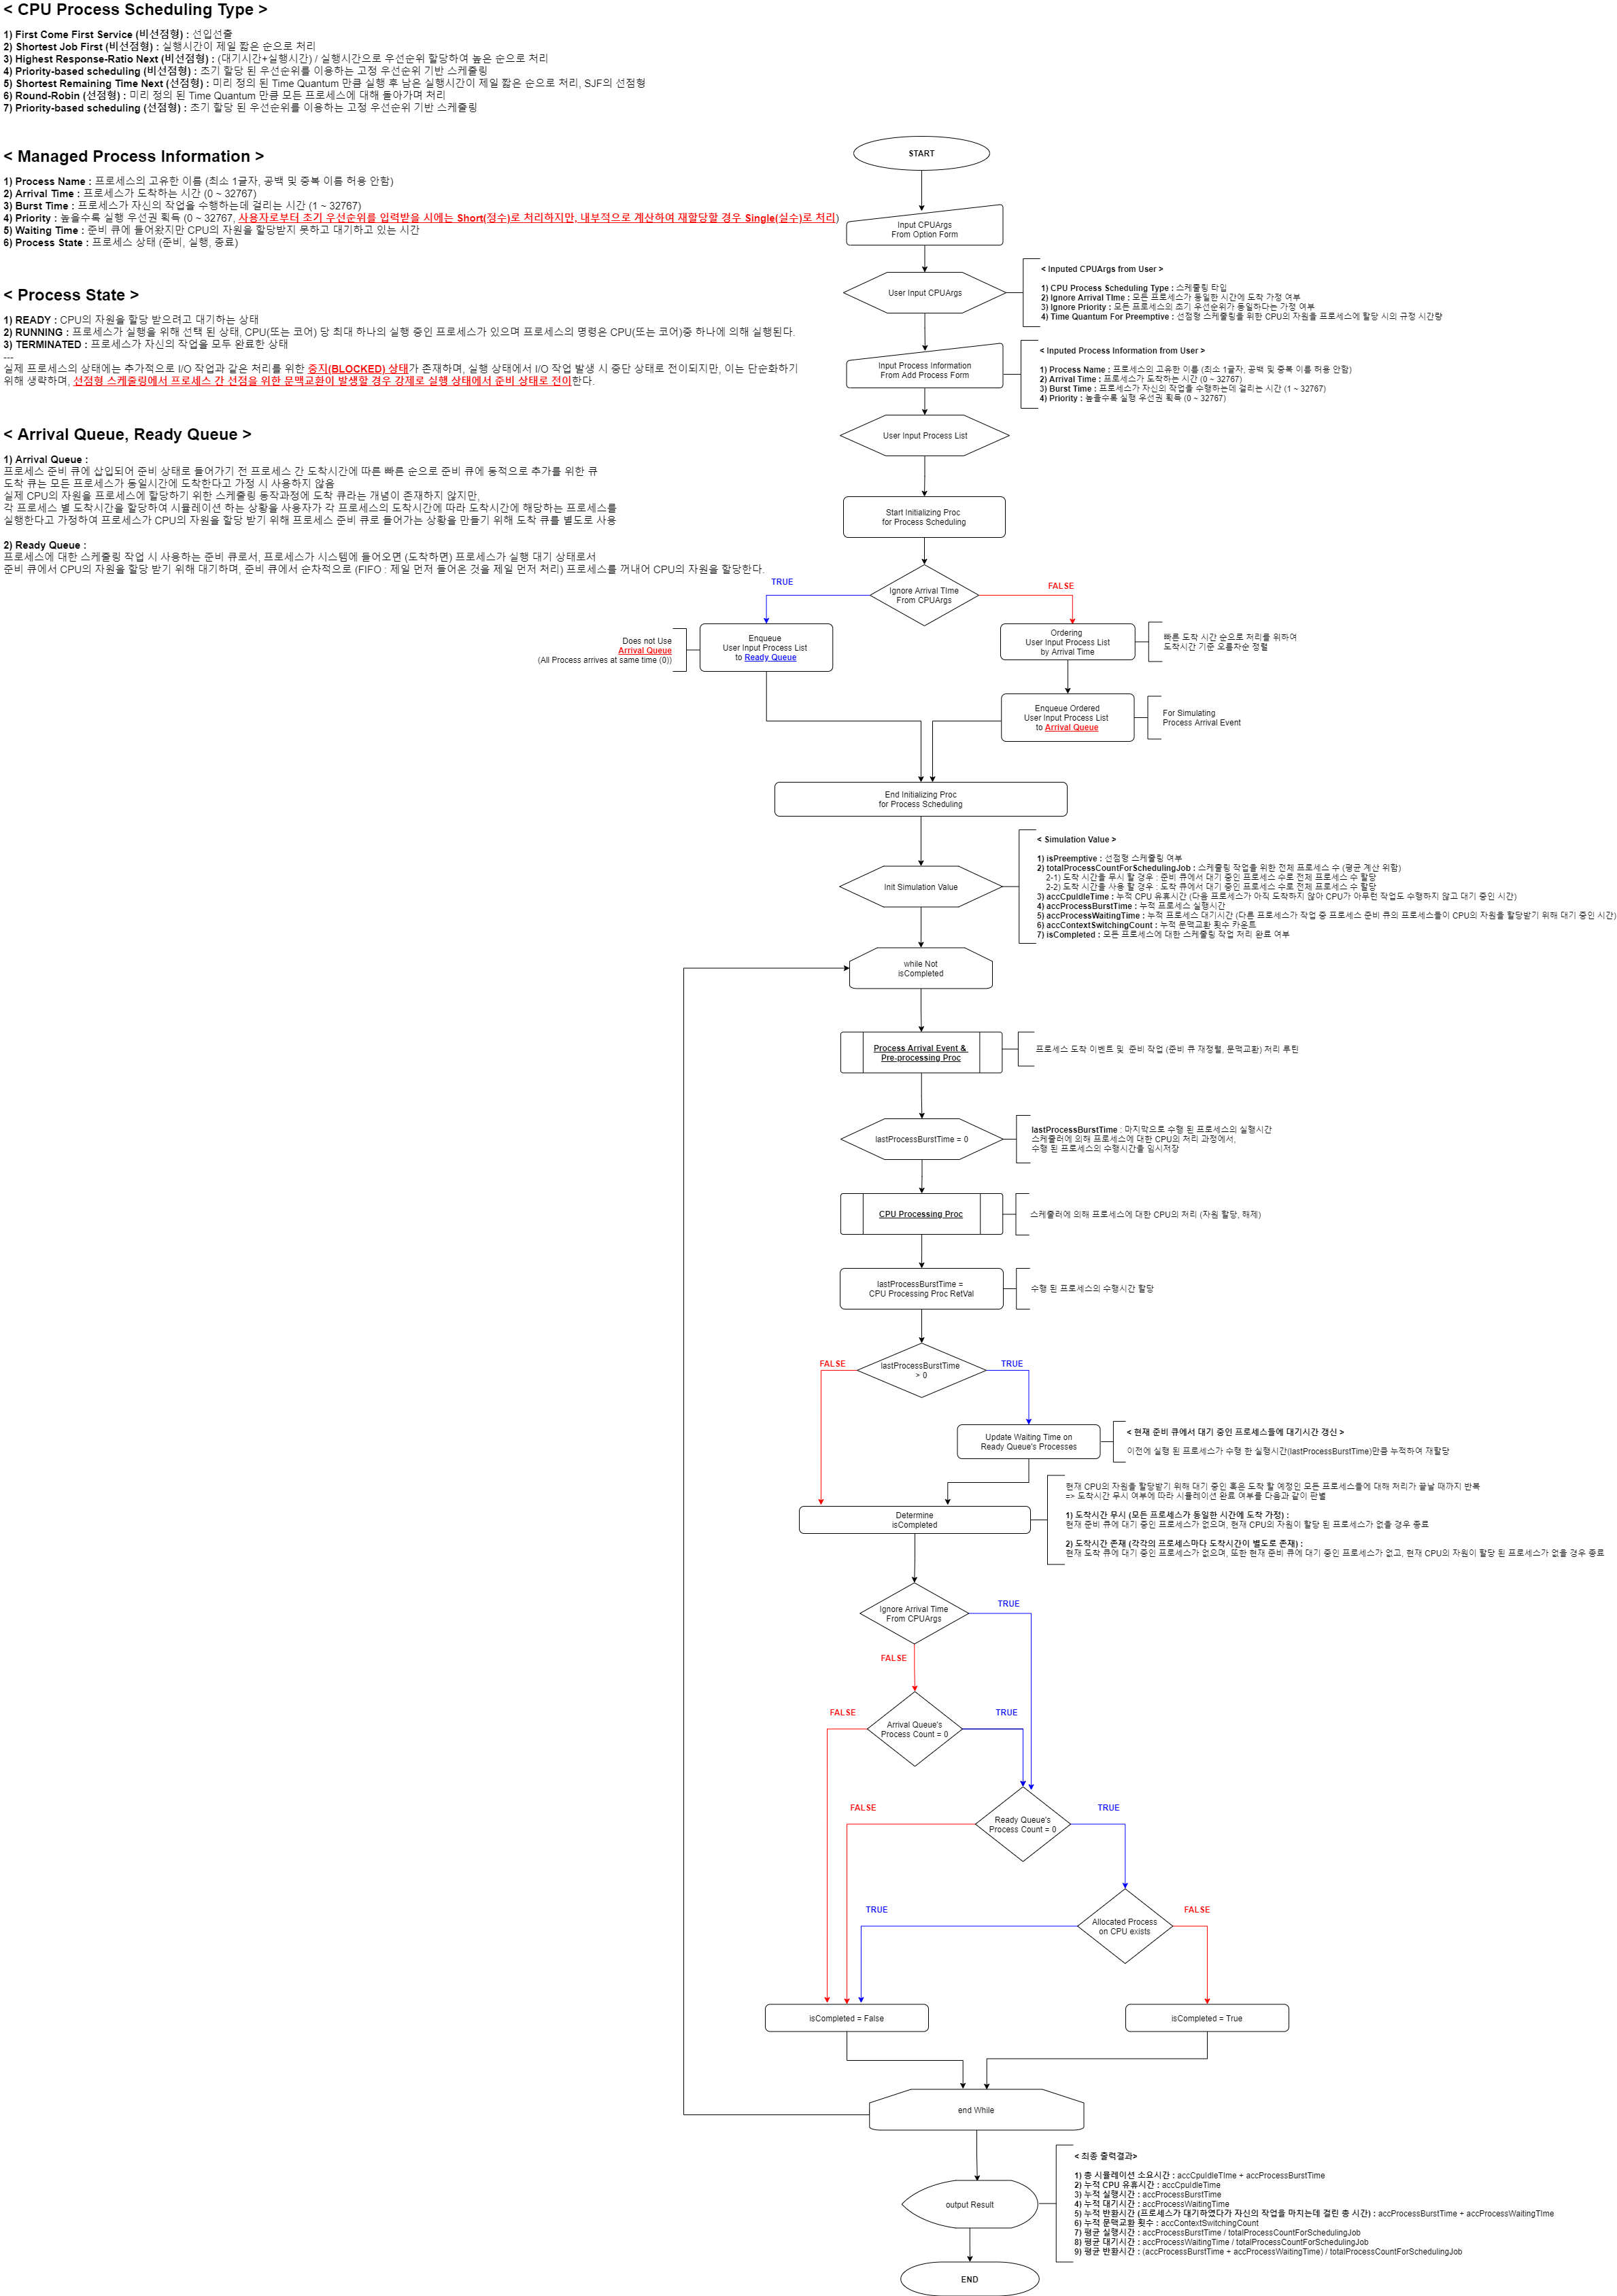 < CPU Process Scheduling Type >
1) First Come First Service (비선점형) : 선입선출
2) Shortest Job First (비선점형) : 실행시간이 제일 짧은 순으로 처리
3) Highest Response-Ratio Next (비선점형) : (대기시간+실행시간) / 실행시간으로 우선순위 할당하여 높은 순으로 처리
4) Priority-based scheduling (비선점형) : 초기 할당 된 우선순위를 이용하는 고정 우선순위 기반 스케줄링
5) Shortest Remaining Time Next (선점형) : 미리 정의 된 Time Quantum 만큼 실행 후 남은 실행시간이 제일 짧은 순으로 처리, SJF의 선점형
6) Round-Robin (선점형) : 미리 정의 된 Time Quantum 만큼 모든 프로세스에 대해 돌아가며 처리
7) Priority-based scheduling (선점형) : 초기 할당 된 우선순위를 이용하는 고정 우선순위 기반 스케줄링
< Managed Process Information >
1) Process Name : 프로세스의 고유한 이름 (최소 1글자, 공백 및 중복 이름 허용 안함)
2) Arrival Time : 프로세스가 도착하는 시간 (0 ~ 32767)
3) Burst Time : 프로세스가 자신의 작업을 수행하는데 걸리는 시간 (1 ~ 32767)
4) Priority : 높을수록 실행 우선권 획득 (0 ~ 32767, 사용자로부터 초기 우선순위를 입력받을 시에는 Short(정수)로 처리하지만, 내부적으로 계산하여 재할당할 경우 Single(실수)로 처리)
5) Waiting Time : 준비 큐에 들어왔지만 CPU의 자원을 할당받지 못하고 대기하고 있는 시간
6) Process State : 프로세스 상태 (준비, 실행, 종료)
< Process State >
1) READY : CPU의 자원을 할당 받으려고 대기하는 상태
2) RUNNING : 프로세스가 실행을 위해 선택 된 상태, CPU(또는 코어) 당 최대 하나의 실행 중인 프로세스가 있으며 프로세스의 명령은 CPU(또는 코어)중 하나에 의해 실행된다.
3) TERMINATED : 프로세스가 자신의 작업을 모두 완료한 상태
---
실제 프로세스의 상태에는 추가적으로 I/O 작업과 같은 처리를 위한 중지(BLOCKED) 상태가 존재하며, 실행 상태에서 I/O 작업 발생 시 중단 상태로 전이되지만, 이는 단순화하기
위해 생략하며, 선점형 스케줄링에서 프로세스 간 선점을 위한 문맥교환이 발생할 경우 강제로 실행 상태에서 준비 상태로 전이한다.
< Arrival Queue, Ready Queue >
1) Arrival Queue :
프로세스 준비 큐에 삽입되어 준비 상태로 들어가기 전 프로세스 간 도착시간에 따른 빠른 순으로 준비 큐에 동적으로 추가를 위한 큐
도착 큐는 모든 프로세스가 동일시간에 도착한다고 가정 시 사용하지 않음
실제 CPU의 자원을 프로세스에 할당하기 위한 스케줄링 동작과정에 도착 큐라는 개념이 존재하지 않지만,
각 프로세스 별 도착시간을 할당하여 시뮬레이션 하는 상황을 사용자가 각 프로세스의 도착시간에 따라 도착시간에 해당하는 프로세스를
실행한다고 가정하여 프로세스가 CPU의 자원을 할당 받기 위해 프로세스 준비 큐로 들어가는 상황을 만들기 위해 도착 큐를 별도로 사용
2) Ready Queue :
프로세스에 대한 스케줄링 작업 시 사용하는 준비 큐로서, 프로세스가 시스템에 들어오면 (도착하면) 프로세스가 실행 대기 상태로서
준비 큐에서 CPU의 자원을 할당 받기 위해 대기하며, 준비 큐에서 순차적으로 (FIFO : 제일 먼저 들어온 것을 제일 먼저 처리) 프로세스를 꺼내어 CPU의 자원을 할당한다.
START
Input CPUArgs
From Option Form
User Input CPUArgs
< Inputed CPUArgs from User >
1) CPU Process Scheduling Type : 스케줄링 타입
2) Ignore Arrival TIme : 모든 프로세스가 동일한 시간에 도착 가정 여부
3) Ignore Priority : 모든 프로세스의 초기 우선순위가 동일하다는 가정 여부
4) Time Quantum For Preemptive : 선점형 스케줄링을 위한 CPU의 자원을 프로세스에 할당 시의 규정 시간량
Input Process Information
From Add Process Form
< Inputed Process Information from User >
1) Process Name : 프로세스의 고유한 이름 (최소 1글자, 공백 및 중복 이름 허용 안함)
2) Arrival Time : 프로세스가 도착하는 시간 (0 ~ 32767)
3) Burst Time : 프로세스가 자신의 작업을 수행하는데 걸리는 시간 (1 ~ 32767)
4) Priority : 높을수록 실행 우선권 획득 (0 ~ 32767)
User Input Process List
Start Initializing Proc
for Process Scheduling
Ignore Arrival TIme
From CPUArgs
TRUE
FALSE
Does not Use
Arrival Queue
(All Process arrives at same time (0))
Enqueue
User Input Process List
to Ready Queue
Ordering
User Input Process List
by Arrival Time
빠른 도착 시간 순으로 처리를 위하여
도착시간 기준 오름차순 정렬
Enqueue Ordered
User Input Process List
to Arrival Queue
For Simulating
Process Arrival Event
End Initializing Proc
for Process Scheduling
Init Simulation Value
< Simulation Value >
1) isPreemptive : 선점형 스케줄링 여부
2) totalProcessCountForSchedulingJob : 스케줄링 작업을 위한 전체 프로세스 수 (평균 계산 위함)
2-1) 도착 시간을 무시 할 경우 : 준비 큐에서 대기 중인 프로세스 수로 전체 프로세스 수 할당
2-2) 도착 시간을 사용 할 경우 : 도착 큐에서 대기 중인 프로세스 수로 전체 프로세스 수 할당
3) accCpuIdleTime : 누적 CPU 유휴시간 (다음 프로세스가 아직 도착하지 않아 CPU가 아무런 작업도 수행하지 않고 대기 중인 시간)
4) accProcessBurstTime : 누적 프로세스 실행시간
5) accProcessWaitingTime : 누적 프로세스 대기시간 (다른 프로세스가 작업 중 프로세스 준비 큐의 프로세스들이 CPU의 자원을 할당받기 위해 대기 중인 시간)
6) accContextSwitchingCount : 누적 문맥교환 횟수 카운트
7) isCompleted : 모든 프로세스에 대한 스케줄링 작업 처리 완료 여부
while Not
isCompleted
Process Arrival Event &
Pre-processing Proc
프로세스 도착 이벤트 및 준비 작업 (준비 큐 재정렬, 문맥교환) 처리 루틴
lastProcessBurstTime = 0
lastProcessBurstTime : 마지막으로 수행 된 프로세스의 실행시간
스케줄러에 의해 프로세스에 대한 CPU의 처리 과정에서,
수행 된 프로세스의 수행시간을 임시저장
CPU Processing Proc
스케줄러에 의해 프로세스에 대한 CPU의 처리 (자원 할당, 해제)
lastProcessBurstTime =
CPU Processing Proc RetVal
수행 된 프로세스의 수행시간 할당
lastProcessBurstTime
> 0
FALSE
TRUE
Update Waiting Time on
Ready Queue's Processes
< 현재 준비 큐에서 대기 중인 프로세스들에 대기시간 갱신 >
이전에 실행 된 프로세스가 수행 한 실행시간(lastProcessBurstTime)만큼 누적하여 재할당
Determine
isCompleted
현재 CPU의 자원을 할당받기 위해 대기 중인 혹은 도착 할 예정인 모든 프로세스들에 대해 처리가 끝날 때까지 반복
=> 도착시간 무시 여부에 따라 시뮬레이션 완료 여부를 다음과 같이 판별
1) 도착시간 무시 (모든 프로세스가 동일한 시간에 도착 가정) :
현재 준비 큐에 대기 중인 프로세스가 없으며, 현재 CPU의 자원이 할당 된 프로세스가 없을 경우 종료
2) 도착시간 존재 (각각의 프로세스마다 도착시간이 별도로 존재) :
현재 도착 큐에 대기 중인 프로세스가 없으며, 또한 현재 준비 큐에 대기 중인 프로세스가 없고, 현재 CPU의 자원이 할당 된 프로세스가 없을 경우 종료
Ignore Arrival Time
From CPUArgs
TRUE
FALSE
Arrival Queue's
Process Count = 0
FALSE
TRUE
Ready Queue's
Process Count = 0
FALSE
TRUE
Allocated Process
on CPU exists
TRUE
FALSE
isCompleted = False
isCompleted = True
end While
output Result
< 최종 출력결과>
1) 총 시뮬레이션 소요시간 : accCpuIdleTIme + accProcessBurstTime
2) 누적 CPU 유휴시간 : accCpuIdleTime
3) 누적 실행시간 : accProcessBurstTime
4) 누적 대기시간 : accProcessWaitingTime
5) 누적 반환시간 (프로세스가 대기하였다가 자신의 작업을 마치는데 걸린 총 시간) : accProcessBurstTime + accProcessWaitingTIme
6) 누적 문맥교환 횟수 : accContextSwitchingCount
7) 평균 실행시간 : accProcessBurstTime / totalProcessCountForSchedulingJob
8) 평균 대기시간 : accProcessWaitingTime / totalProcessCountForSchedulingJob
9) 평균 반환시간 : (accProcessBurstTime + accProcessWaitingTime) / totalProcessCountForSchedulingJob
END